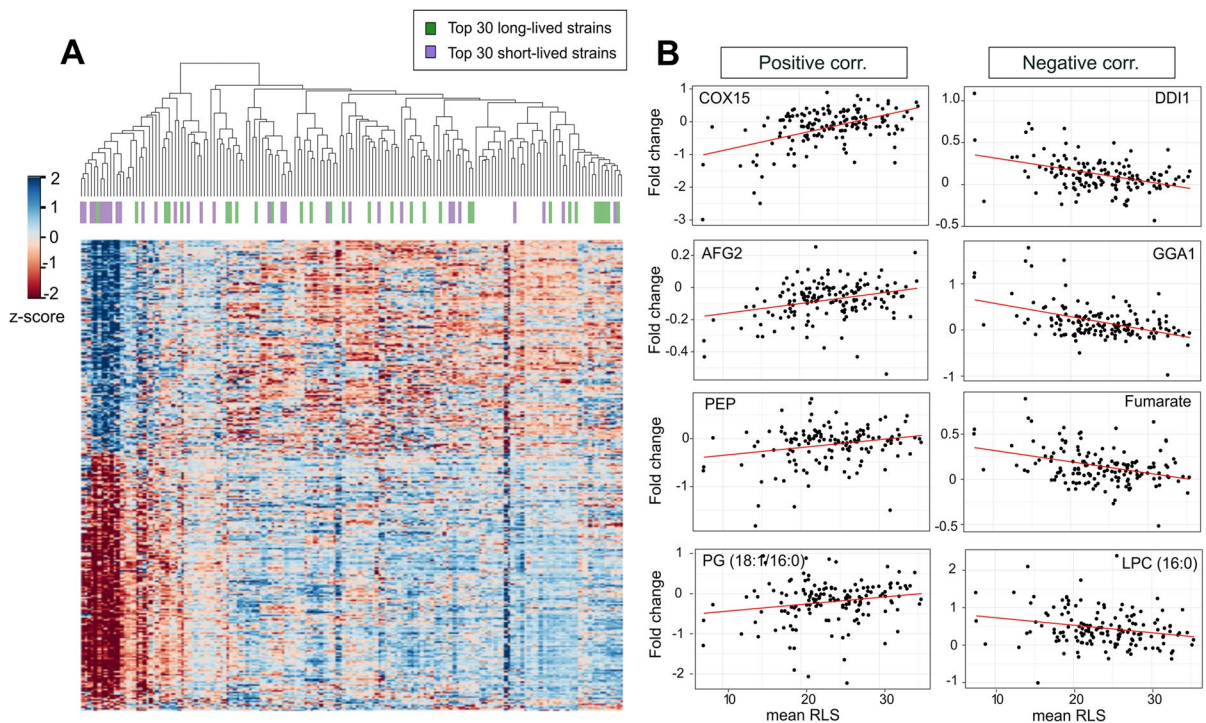 A
Top 30 long-lived strains
Top 30 short-lived strains
2
1
0
-1
-2
z-score
B
Positive corr.
Negative corr.
COX15
Fold change
1
0
-1
-2
-3
DDI1
1.0
0.5
0
0.5
AFG2
Fold change
0.2
0
-0.2
-0.4
GGA1
2
1
0
-1
PEP
Fold change
0
-1
Fumarate
0.5
0
-0.5
PG (18:1/16:0)
Fold change
1
0
-1
-2
10
20
30
mean RLS
LPC (16:0)
2
1
0
-1
10
20
30
mean RLS